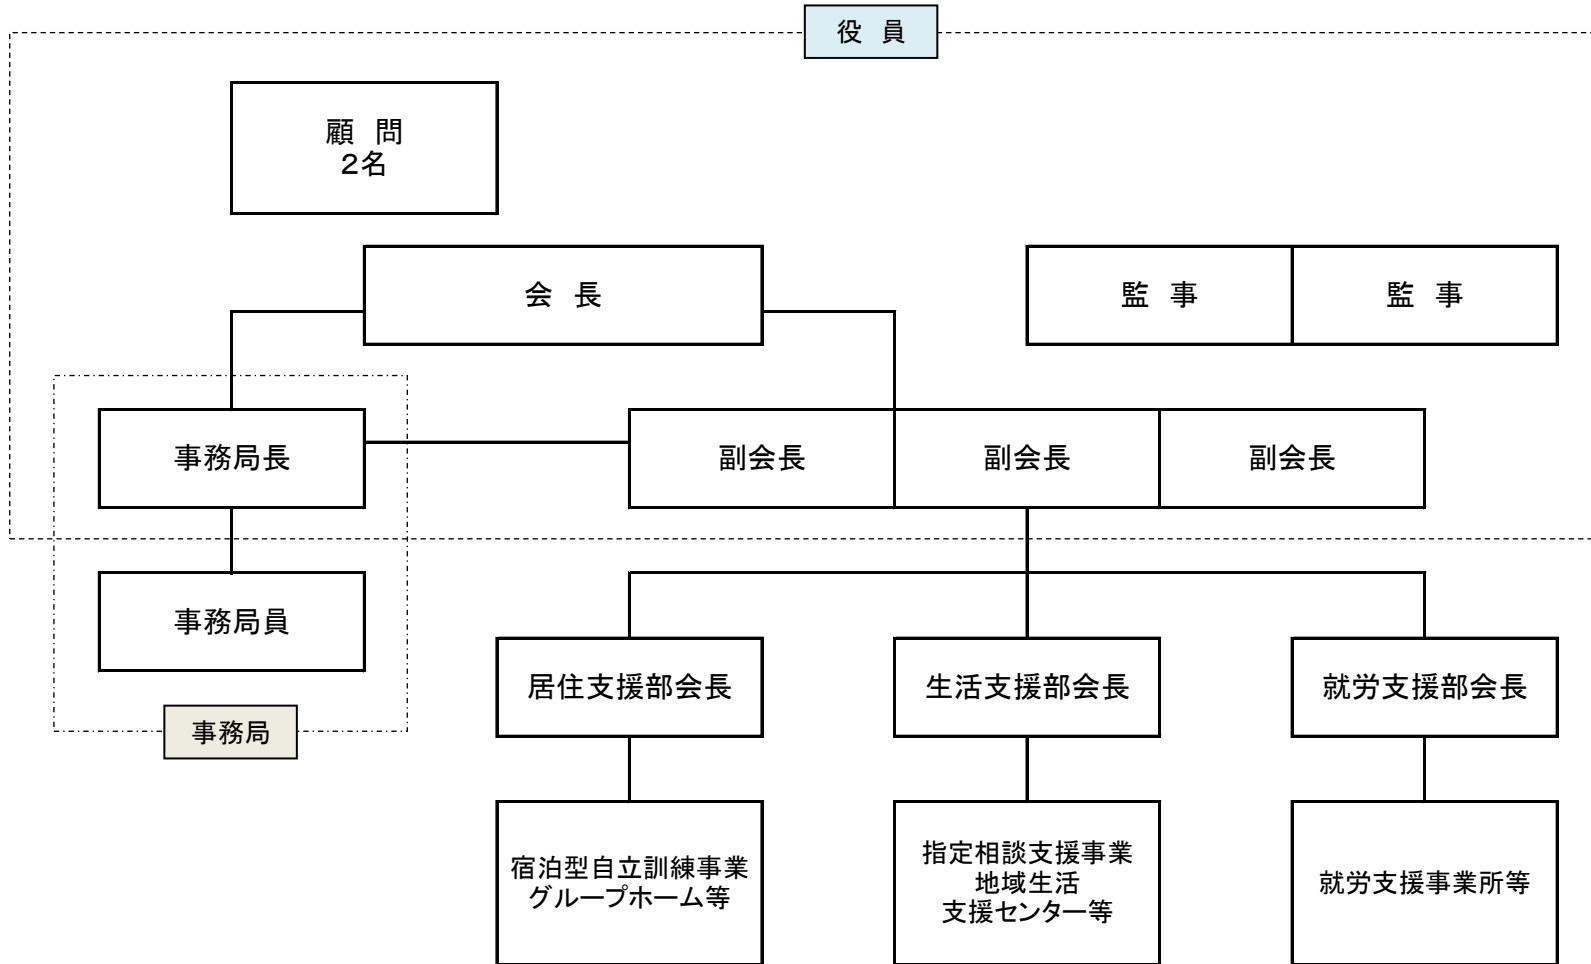 役 員
顧 問
2名
会 長
監 事
監 事
事務局長
副会長
副会長
副会長
事務局員
居住支援部会長
生活支援部会長
就労支援部会長
事務局
宿泊型自立訓練事業
グループホーム等
指定相談支援事業
地域生活
支援センター等
就労支援事業所等